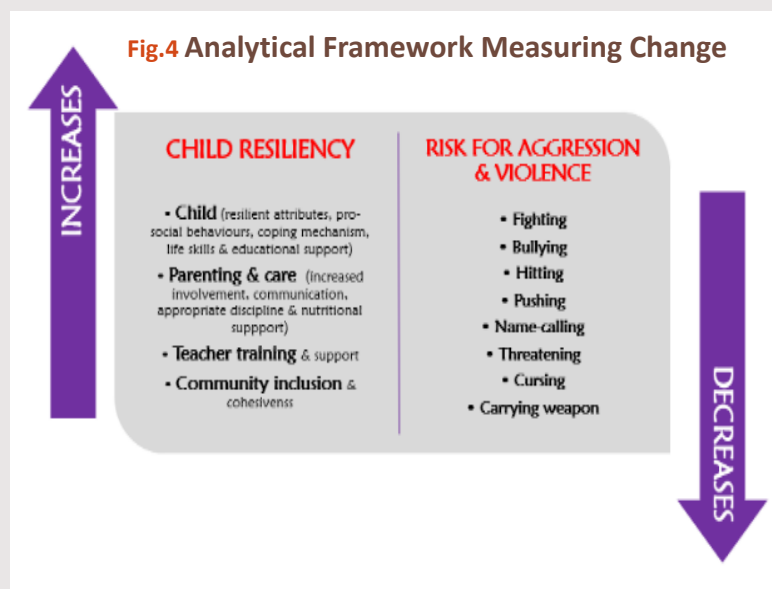 Fig.4 Analytical Framework Measuring Change
INCREASES
CHILD RESILIENCY
• Child (resilient attributes, pro-
social behaviours, coping mechanism,
life skills & educational support)
• Parenting & care (increased
involvement, communication,
appropriate discipline & nutritional
suppport)
• Teacher training & support
• Community inclusion &
cohesivenss
RISK FOR AGGRESSION
& VIOLENCE
• Fighting
• Bullying
• Hitting
• Pushing
• Name-calling
• Threatening
• Cursing
• Carrying weapon
DECREASES